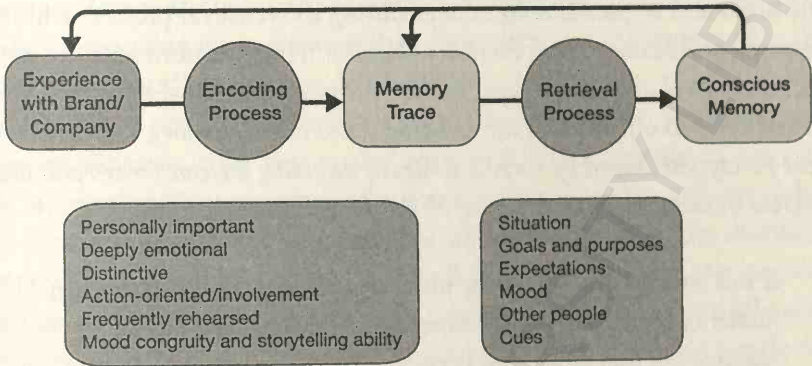 Experience
with Brand/
Company
Encoding
Process
Memory
Trace
Retrieval
Process
Conscious
Memory
Personally important
Deeply emotional
Distinctive
Action-oriented/involvement
Frequently rehearsed
Mood congruity and storytelling ability
Situation
Goals and purposes
Expectations
Mood
Other people
Cues